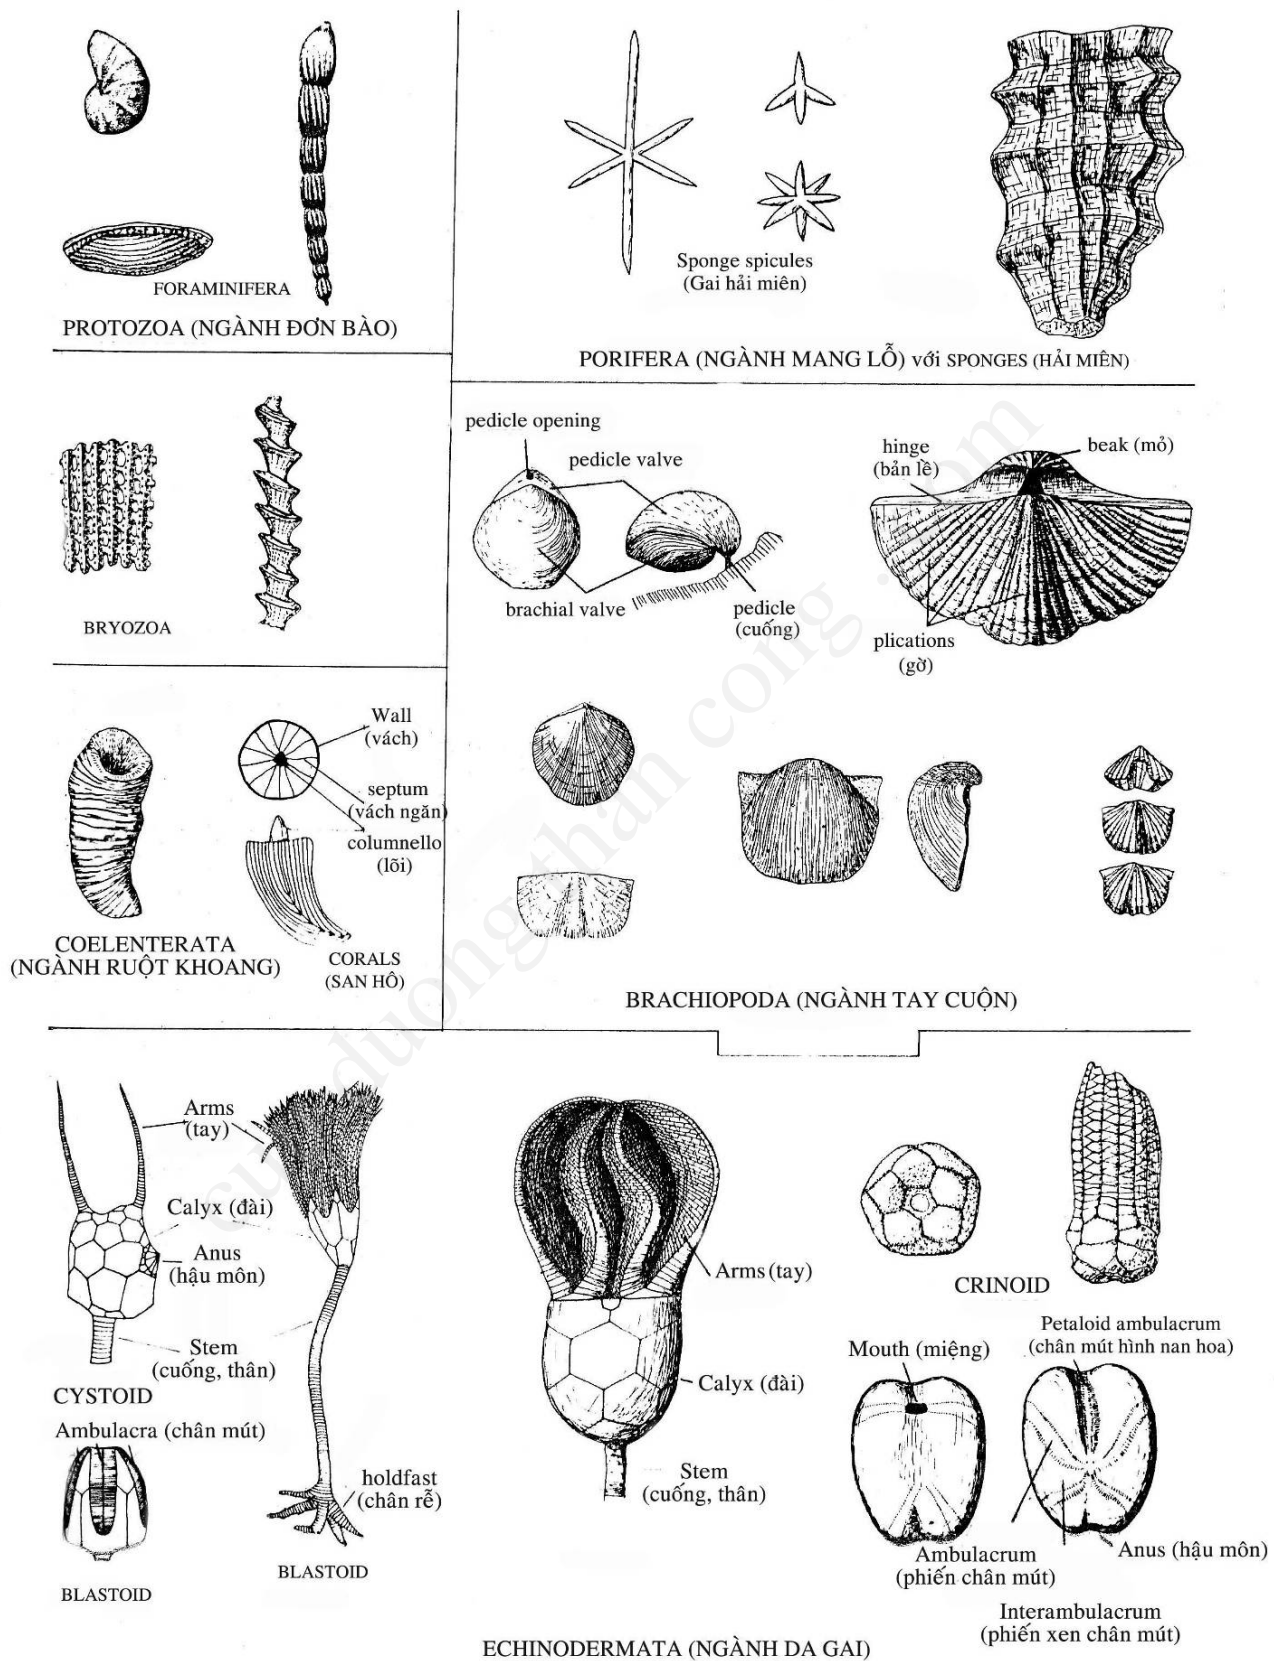 FORAMINIFERA
PROTOZOA (NGÀNH ĐƠN BÀO)
Sponge spicules
(Gai hải miên)
PORIFERA (NGÀNH MANG LỖ) với SPONGES (HẢI MIÊN)
BRYOZOA
pedicle opening
pedicle valve
brachial valve
pedicle
(cuống)
hinge
(bản lề)
beak (mỏ)
plications
(gờ)
Wall
(vách)
septum
(vách ngăn)
columnello
(lõi)
COELENTERATA
(NGÀNH RUỘT KHOANG)
CORALS
(SAN HÔ)
BRACHIOPODA (NGÀNH TAY CUỘN)
Arms
(tay)
Calyx (đài)
Anus
(hậu môn)
Stem
(cuống, thân)
CYSTOID
Ambulacra (chân mút)
BLASTOID
holdfast
(chân rễ)
BLASTOID
Arms (tay)
Calyx (đài)
Stem
(cuống, thân)
CRINOID
Mouth (miệng)
Petaloid ambulacrum
(chân mút hình nan hoa)
Ambulacrum
(phiến chân mút)
Anus (hậu môn)
Interambulacrum
(phiến xen chân mút)
ECHINODERMATA (NGÀNH DA GAI)
cuu duong than cong . com